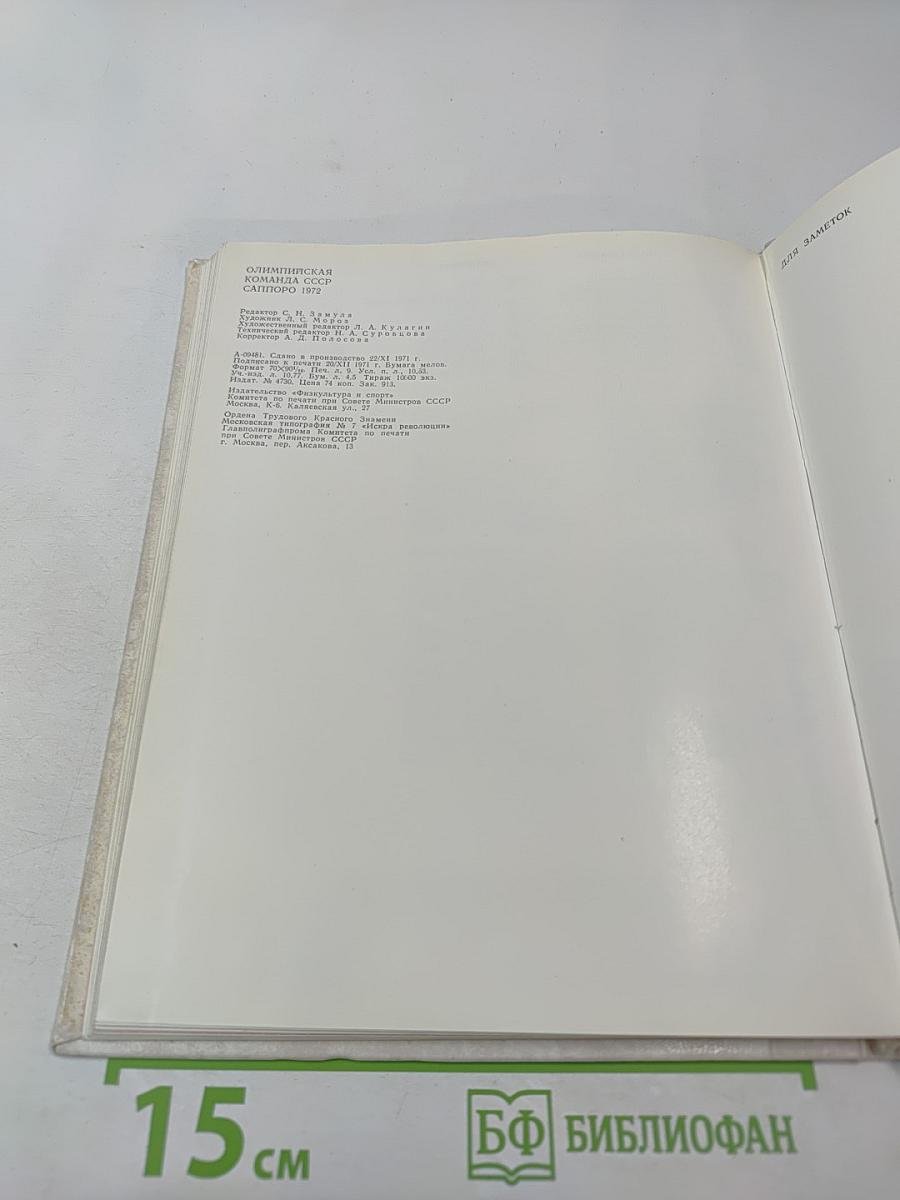 ОЛИМПИЙСКАЯ
КОМАНДА СССР
САППОРО 1972
Редактор С. Н. Замула
Художник Л. С. Мороз
Художественный редактор Л. А. Кулагин
Технический редактор Н. А. Суровцова
Корректор А. Д. Полосова
А-09481. Сдано в производство 22/XI 1971 г.
Подписано к печати 20/XII 1971 г. Бумага мелов.
Формат 70×90¹/₁₆. Печ. л. 9. Усл. п. л., 10,53.
Уч.-изд. л. 10,77. Бум. л. 4,5 Тираж 10000 экз.
Издат. № 4730. Цена 74 коп. Зак. 913.
Издательство «Физкультура и спорт»
Комитета по печати при Совете Министров СССР
Москва, К-6. Каляевская ул., 27
Ордена Трудового Красного Знамени
Московская типография № 7 «Искра революции»
Главполиграфпрома Комитета по печати
при Совете Министров СССР
г. Москва, пер. Аксакова, 13
ДЛЯ ЗАМЕТОК
15 см
БФ БИБЛИОФАН